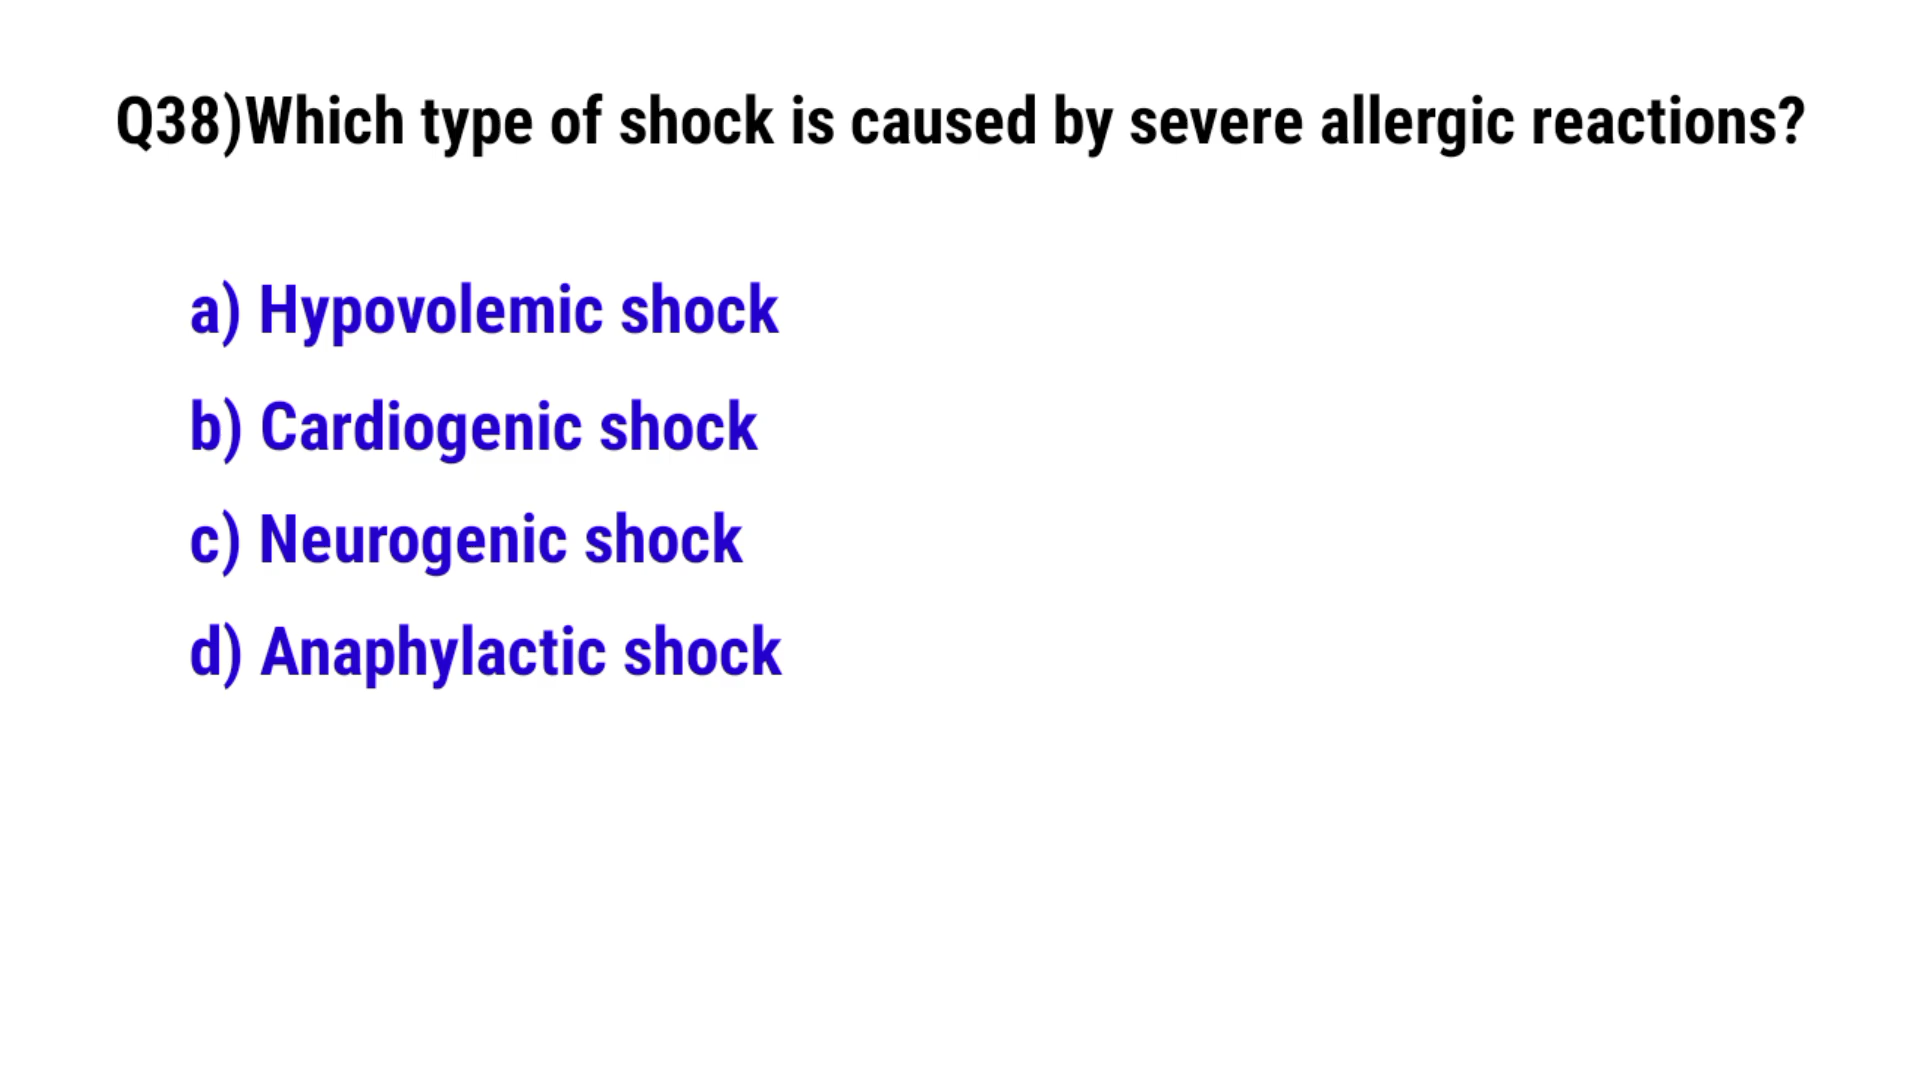 Q38)Which type of shock is caused by severe allergic reactions?
a) Hypovolemic shock
b) Cardiogenic shock
c) Neurogenic shock
d) Anaphylactic shock